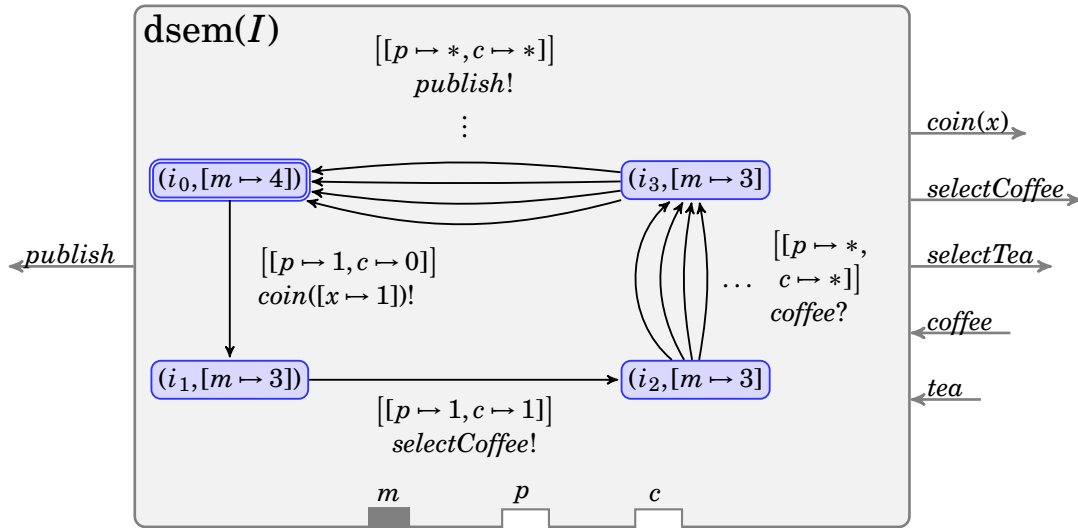 dsem(I)
[[p ↦ *, c ↦ *]]
publish!
⋮
coin(x)
(i₀,[m ↦ 4])
(i₃,[m ↦ 3]
selectCoffee
publish
[[p ↦ 1, c ↦ 0]]
coin([x ↦ 1])!
...
[[p ↦ *,
c ↦ *]]
coffee?
selectTea
coffee
(i₁,[m ↦ 3])
(i₂,[m ↦ 3]
tea
[[p ↦ 1, c ↦ 1]]
selectCoffee!
m
p
c